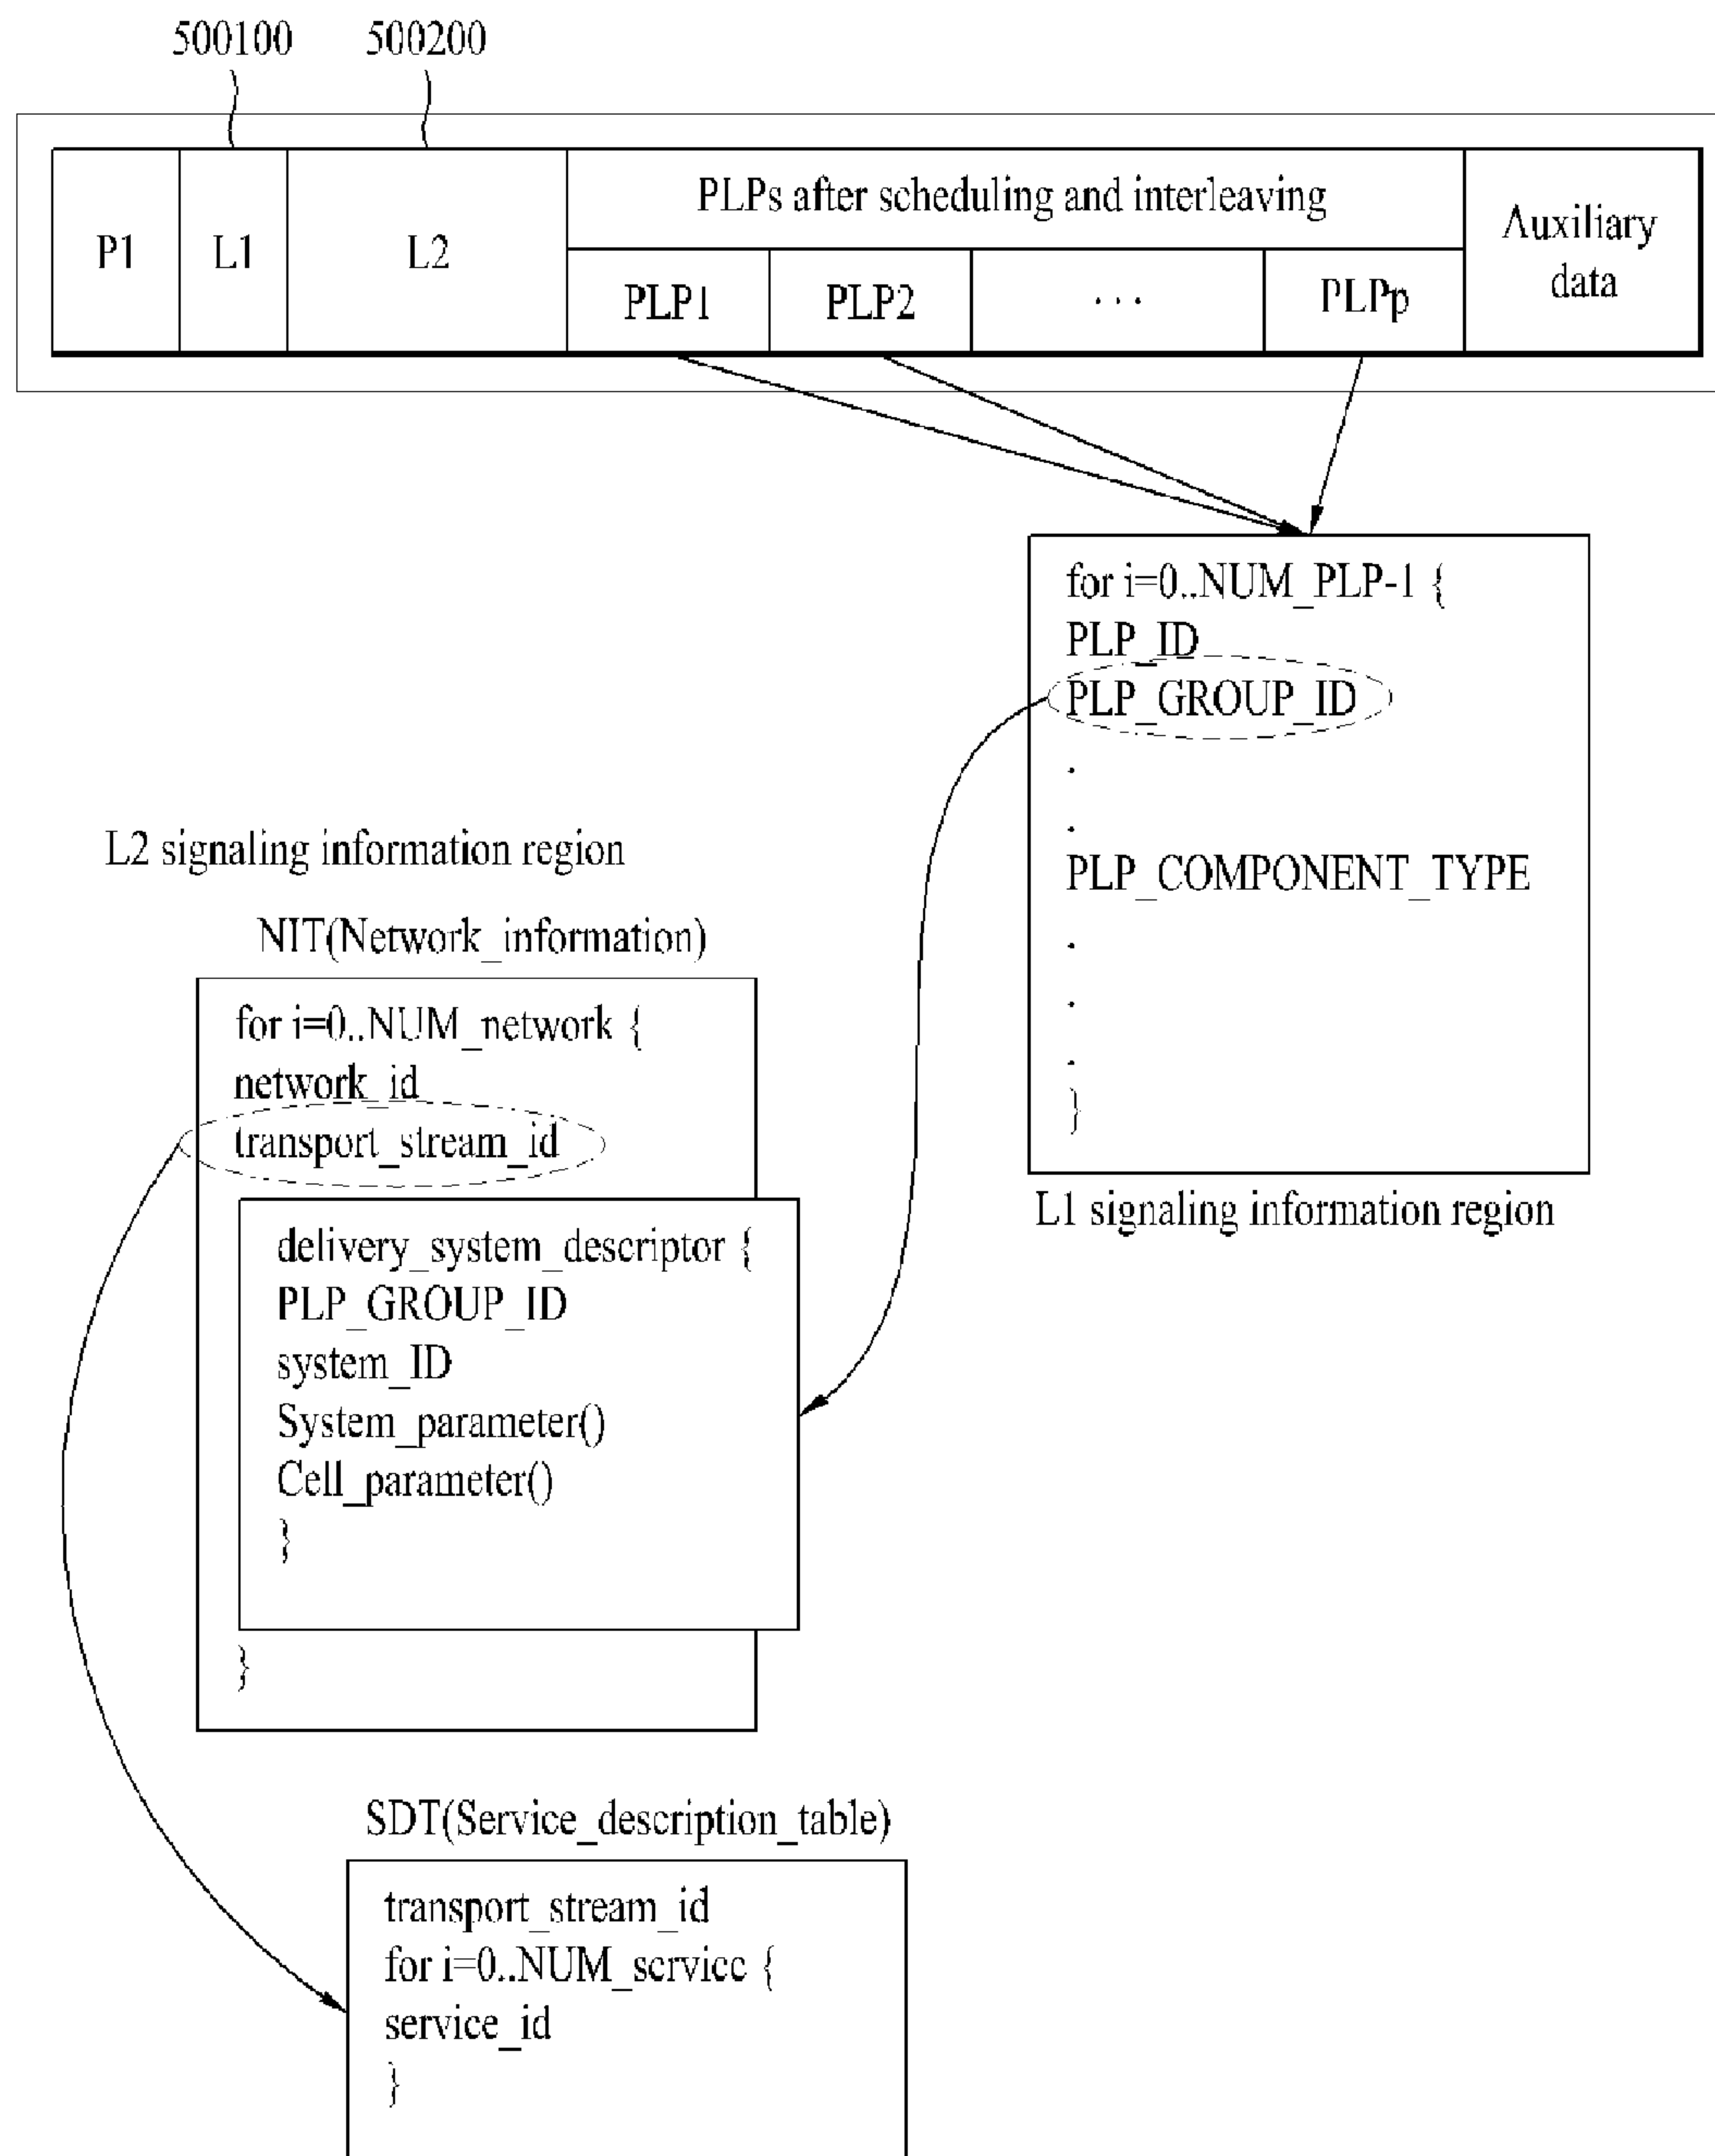 500100 500200
PLPs after scheduling and interleaving
P1 L1 L2
PLP1 PLP2 ... PLPp
Auxiliary
data
for i=0..NUM_PLP-1 {
PLP_ID
PLP_GROUP_ID
.
.
PLP_COMPONENT_TYPE
.
.
.
}
L1 signaling information region
L2 signaling information region
NIT(Network_information)
for i=0..NUM_network {
network_id
transport_stream_id
delivery_system_descriptor {
PLP_GROUP_ID
system_ID
System_parameter()
Cell_parameter()
}
}
SDT(Service_description_table)
transport_stream_id
for i=0..NUM_service {
service_id
}